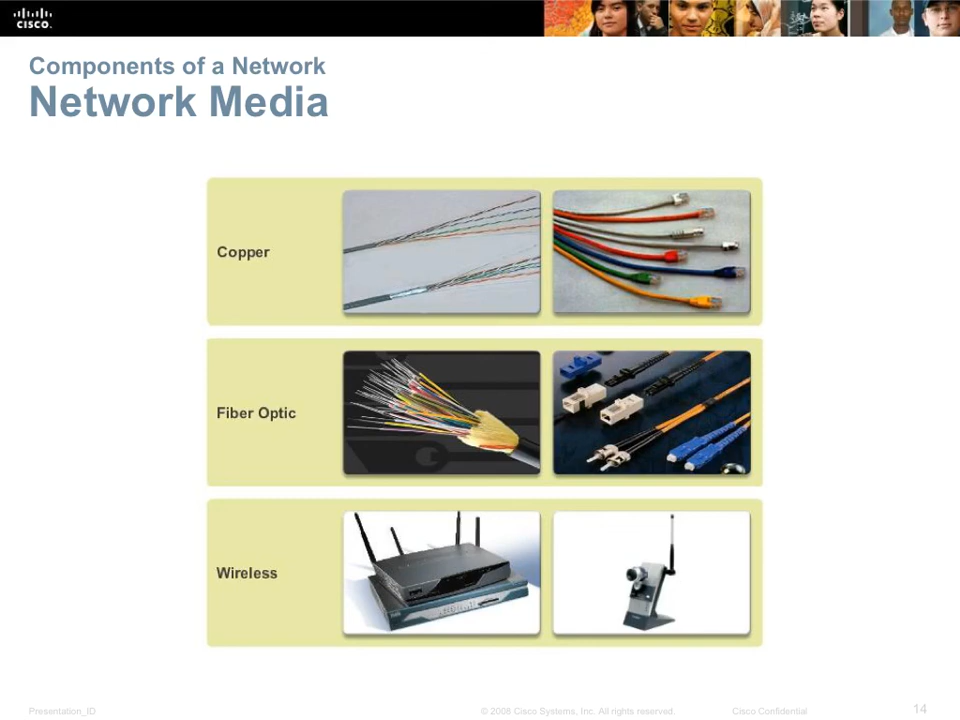 CISCO
Components of a Network
Network Media
Copper
Fiber Optic
Wireless
Presentation_ID
© 2008 Cisco Systems, Inc. All rights reserved.
Cisco Confidential
14